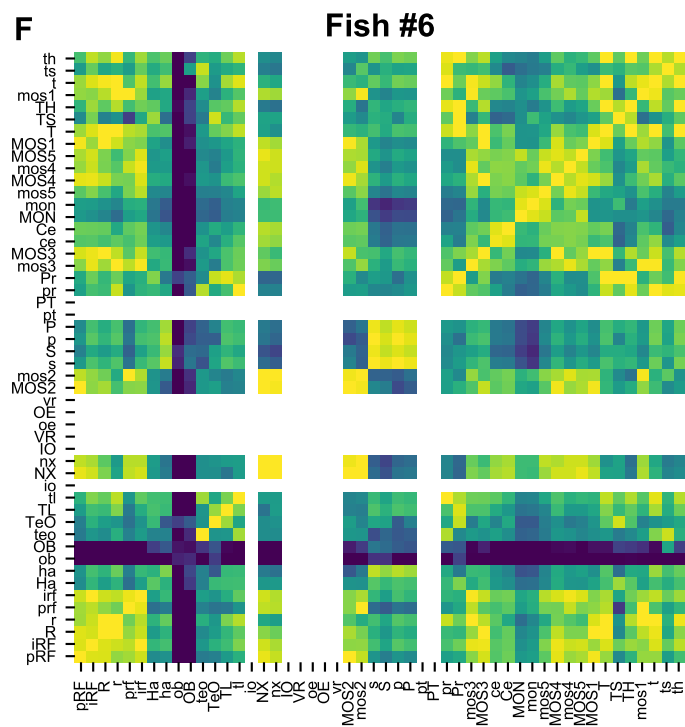 F
Fish #6
th
ts
t
mos1
TH
TS
T
MOS1
MOS5
mos4
MOS4
mos5
mon
MON
Ce
ce
MOS3
mos3
Pr
pr
PT
pt
P
p
S
s
mos2
MOS2
vr
OE
oe
VR
IO
nx
NX
io
tl
TL
TeO
teo
OB
ob
ha
Ha
irf
prf
r
R
iRF
pRF
pRF
iRF
R
r
prf
irf
Ha
ha
ob
OB
teo
TeO
TL
tl
io
NX
nx
IO
VR
oe
OE
vr
MOS2
mos2
s
S
p
P
pt
PT
pr
Pr
mos3
MOS3
ce
Ce
MON
mon
mos5
MOS4
mos4
MOS5
MOS1
T
TS
TH
mos1
t
ts
th